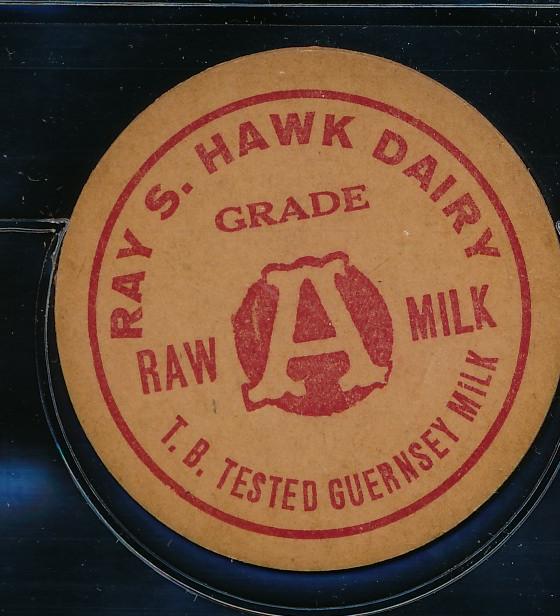 RAY S. HAWK DAIRY
GRADE
A
RAW MILK
T. B. TESTED GUERNSEY MiLK